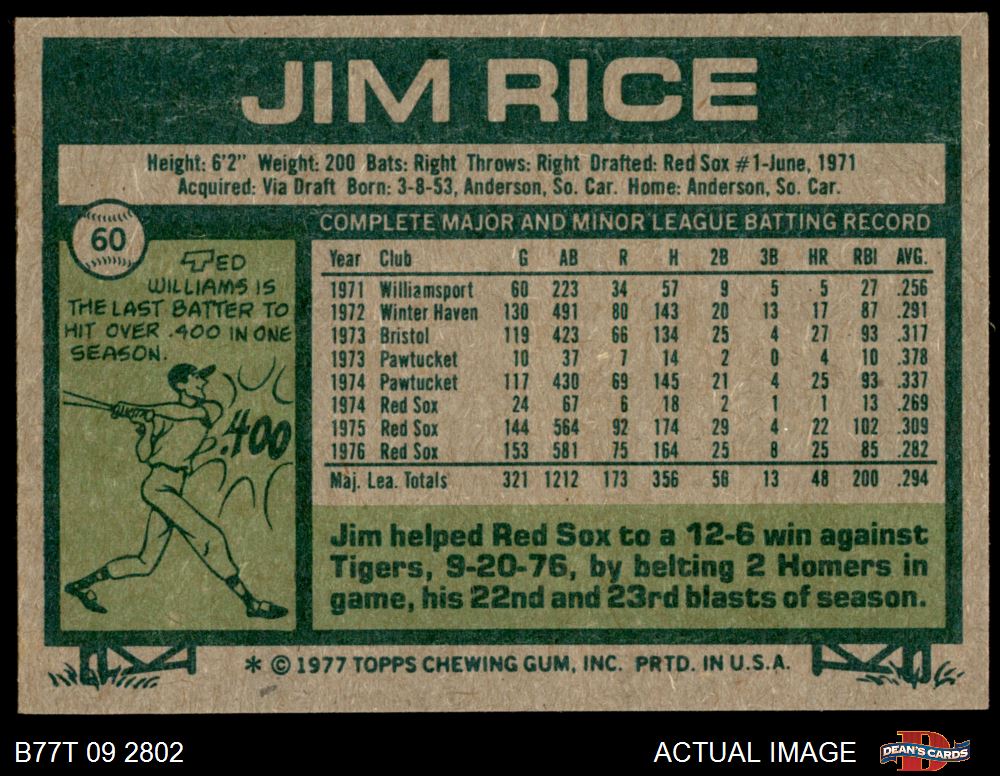 JIM RICE
Height: 6'2" Weight: 200 Bats: Right Throws: Right Drafted: Red Sox #1-June, 1971
Acquired: Via Draft Born: 3-8-53, Anderson, So. Car. Home: Anderson, So. Car.
60
COMPLETE MAJOR AND MINOR LEAGUE BATTING RECORD
TED
WILLIAMS IS
THE LAST BATTER TO
HIT OVER .400 IN ONE
SEASON.
.400
Year Club G AB R H 2B 3B HR RBI AVG.
1971 Williamsport 60 223 34 57 9 5 5 27 .256
1972 Winter Haven 130 491 80 143 20 13 17 87 .291
1973 Bristol 119 423 66 134 25 4 27 93 .317
1973 Pawtucket 10 37 7 14 2 0 4 10 .378
1974 Pawtucket 117 430 69 145 21 4 25 93 .337
1974 Red Sox 24 67 6 18 2 1 1 13 .269
1975 Red Sox 144 564 92 174 29 4 22 102 .309
1976 Red Sox 153 581 75 164 25 8 25 85 .282
Maj. Lea. Totals 321 1212 173 356 56 13 48 200 .294
Jim helped Red Sox to a 12-6 win against
Tigers, 9-20-76, by belting 2 Homers in
game, his 22nd and 23rd blasts of season.
* © 1977 TOPPS CHEWING GUM, INC. PRTD. IN U.S.A.
B77T 09 2802
ACTUAL IMAGE
D
DEAN'S CARDS